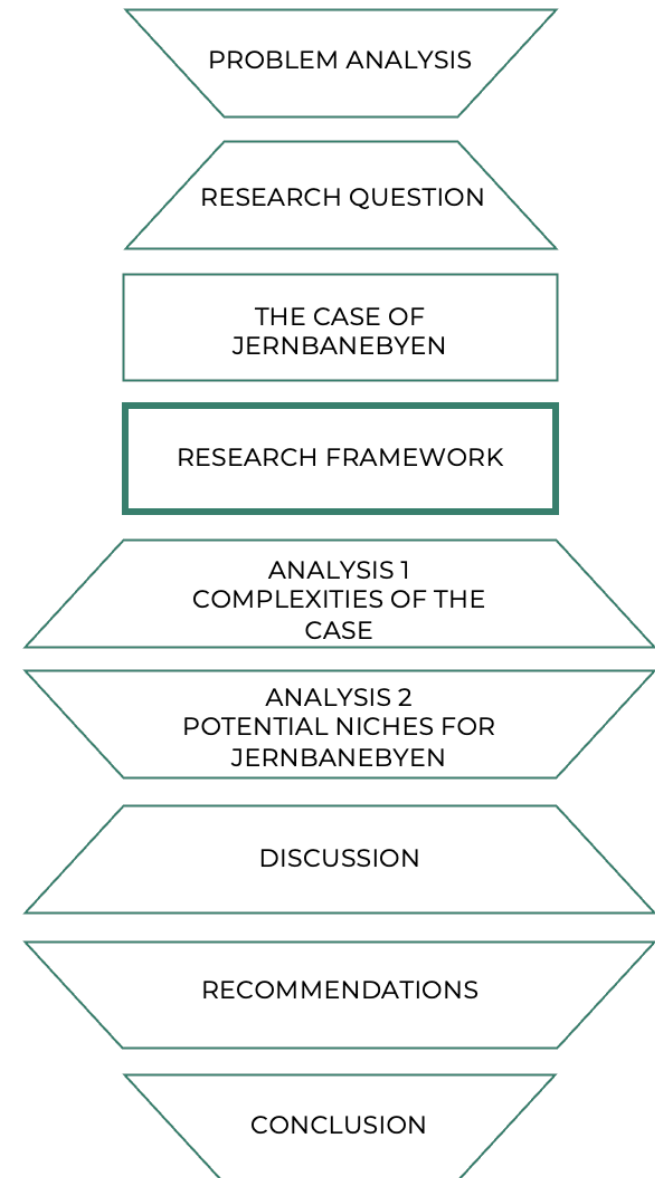 PROBLEM ANALYSIS
RESEARCH QUESTION
THE CASE OF
JERNBANEBYEN
RESEARCH FRAMEWORK
ANALYSIS 1
COMPLEXITIES OF THE
CASE
ANALYSIS 2
POTENTIAL NICHES FOR
JERNBANEBYEN
DISCUSSION
RECOMMENDATIONS
CONCLUSION